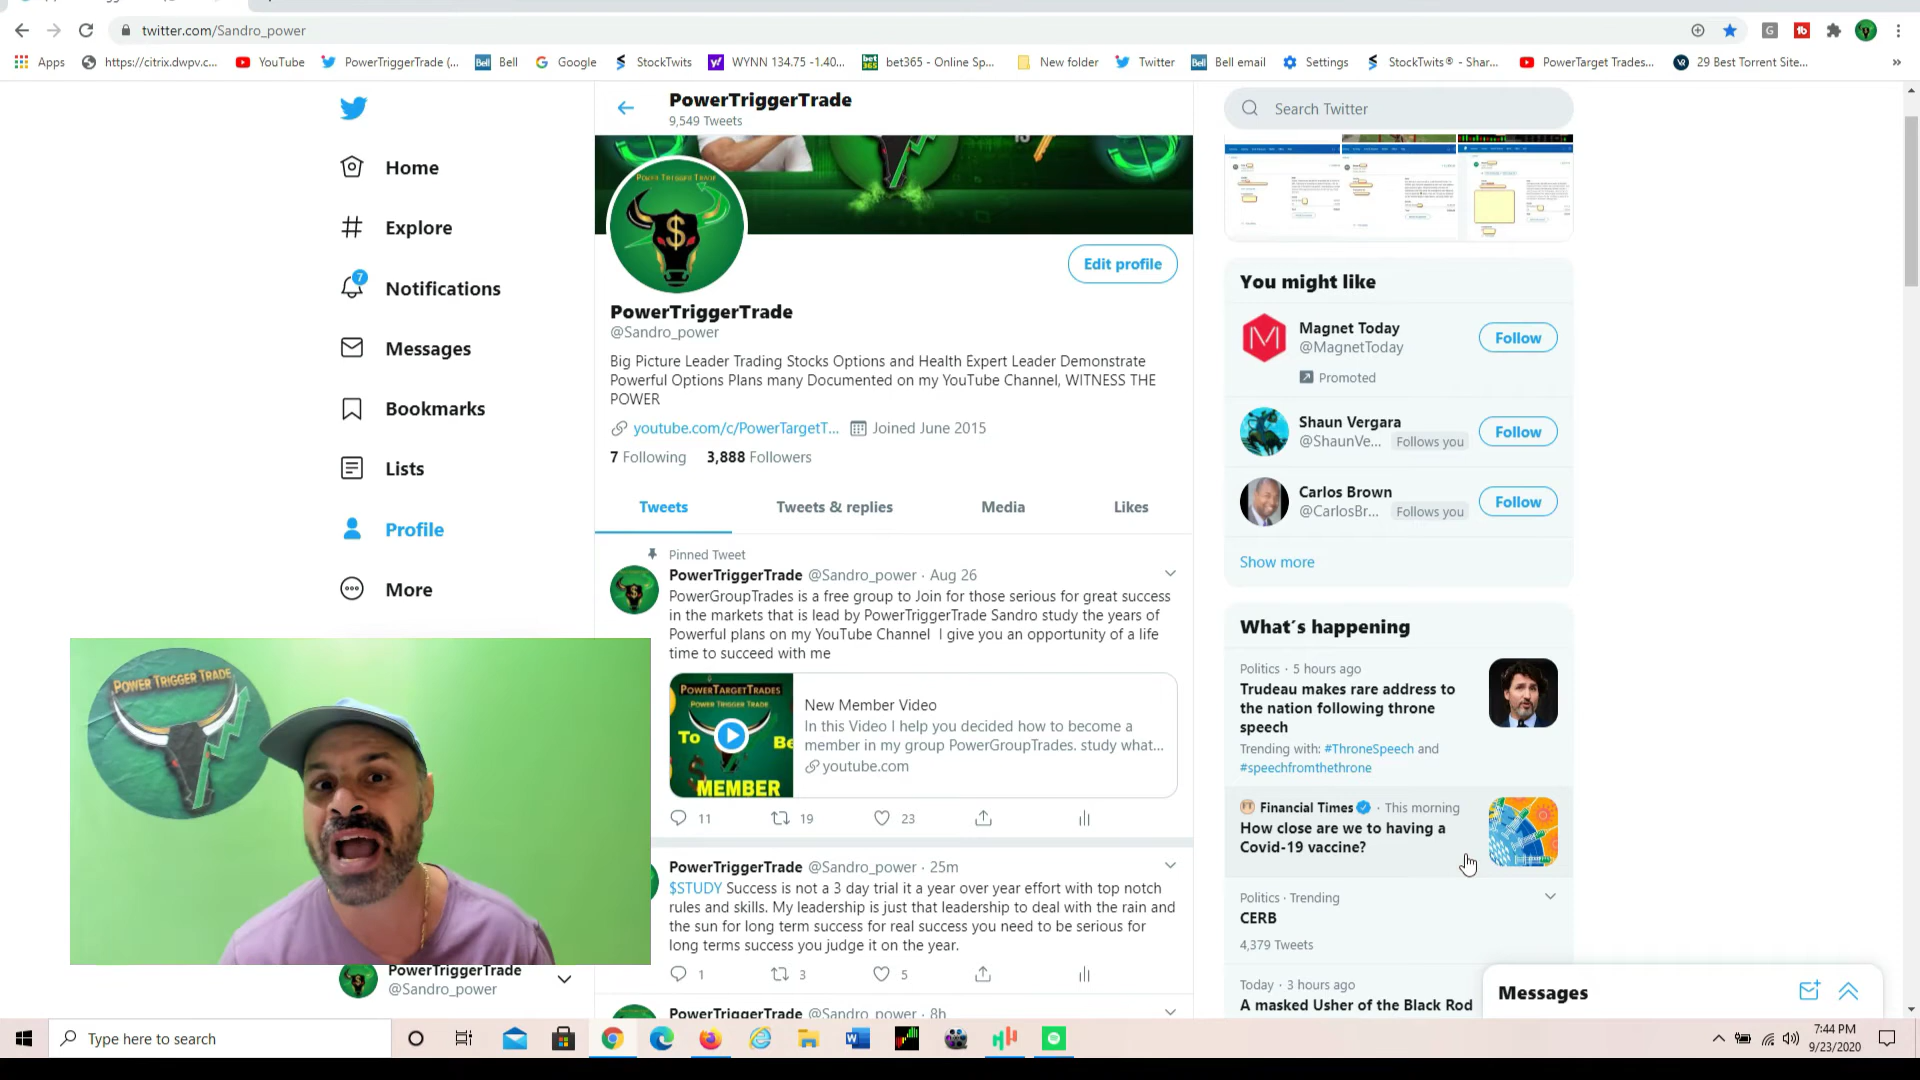 twitter.com/Sandro_power
Apps
https://citrix.dwpv.c...
YouTube
PowerTriggerTrade (...
Bell
Bell
Google
StockTwits
WYNN 134.75 -1.40...
bet365
bet365 - Online Sp...
New folder
Twitter
Bell
Bell email
Settings
StockTwits® - Shar...
PowerTarget Trades...
29 Best Torrent Site...
»
PowerTriggerTrade
9,549 Tweets
Search Twitter
Home
Explore
7
Notifications
Messages
Bookmarks
Lists
Profile
More
POWER TRIGGER TRADE
$
Edit profile
PowerTriggerTrade
@Sandro_power
Big Picture Leader Trading Stocks Options and Health Expert Leader Demonstrate
Powerful Options Plans many Documented on my YouTube Channel, WITNESS THE
POWER
youtube.com/c/PowerTargetT... Joined June 2015
7 Following 3,888 Followers
Tweets Tweets & replies Media Likes
Pinned Tweet
PowerTriggerTrade @Sandro_power · Aug 26
PowerGroupTrades is a free group to Join for those serious for great success
in the markets that is lead by PowerTriggerTrade Sandro study the years of
Powerful plans on my YouTube Channel I give you an opportunity of a life
time to succeed with me
POWERTARGETTRADES
POWER TRIGGER TRADE
To Be
MEMBER
New Member Video
In this Video I help you decided how to become a
member in my group PowerGroupTrades. study what...
youtube.com
11 19 23
PowerTriggerTrade @Sandro_power · 25m
$STUDY Success is not a 3 day trial it a year over year effort with top notch
rules and skills. My leadership is just that leadership to deal with the rain and
the sun for long term success for real success you need to be serious for
long terms success you judge it on the year.
1 3 5
PowerTriggerTrade @Sandro_power · 8h
You might like
Magnet Today
@MagnetToday
Promoted
Follow
Shaun Vergara
@ShaunVe... Follows you
Follow
Carlos Brown
@CarlosBr... Follows you
Follow
Show more
What's happening
Politics · 5 hours ago
Trudeau makes rare address to
the nation following throne
speech
Trending with: #ThroneSpeech and
#speechfromthethrone
Financial Times · This morning
How close are we to having a
Covid-19 vaccine?
Politics · Trending
CERB
4,379 Tweets
Today · 3 hours ago
A masked Usher of the Black Rod
Messages
POWER TRIGGER TRADE
PowerTriggerTrade
@Sandro_power
Type here to search
7:44 PM
9/23/2020